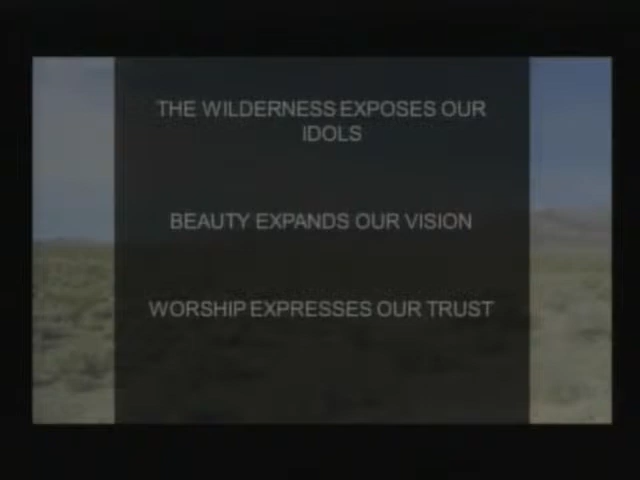 THE WILDERNESS EXPOSES OUR
IDOLS
BEAUTY EXPANDS OUR VISION
WORSHIP EXPRESSES OUR TRUST